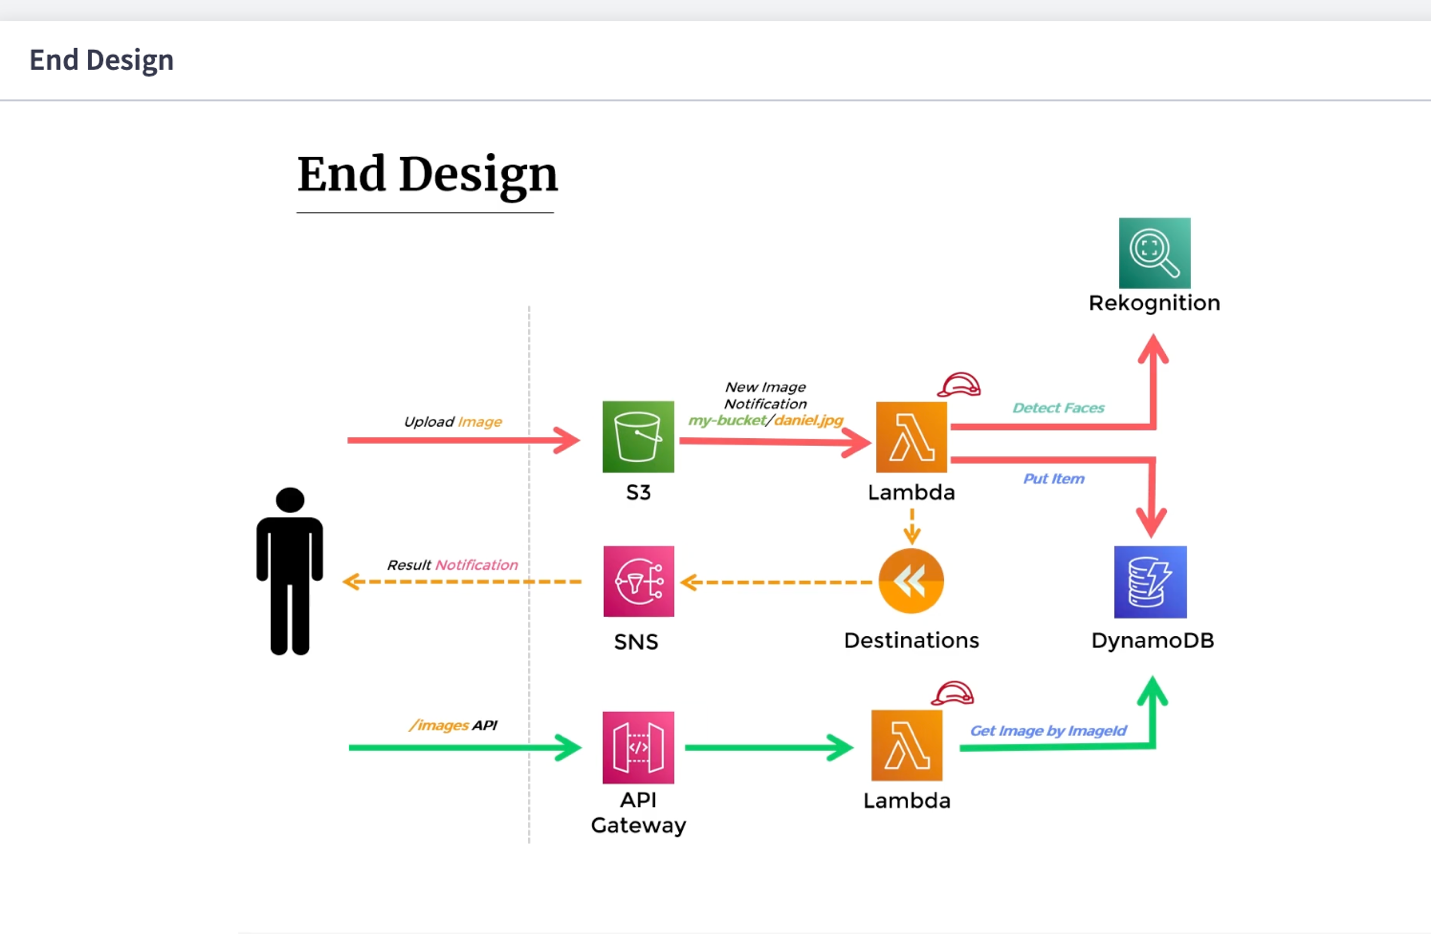 End Design
End Design
Rekognition
New Image
Notification
my-bucket/daniel.jpg
Upload Image
Detect Faces
Put Item
S3
Lambda
Result Notification
SNS
Destinations
DynamoDB
/images API
Get Image by ImageId
API
Gateway
Lambda